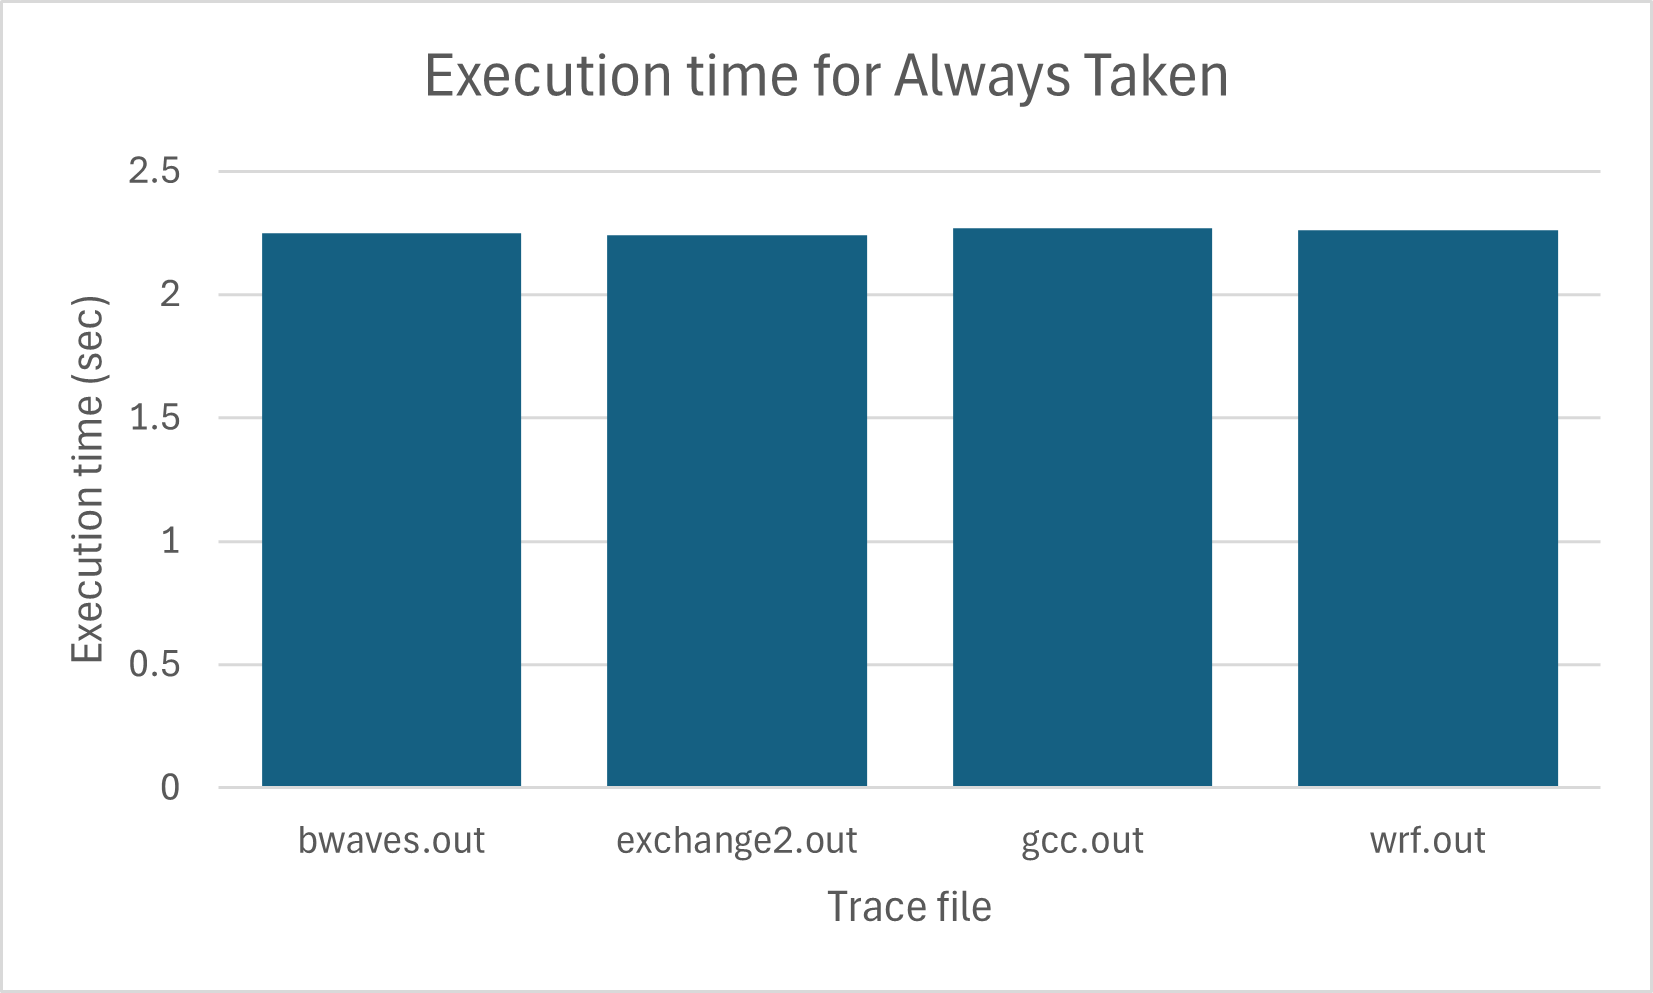 Execution time for Always Taken
2.5
2
1.5
1
0.5
0
Execution time (sec)
bwaves.out
exchange2.out
gcc.out
wrf.out
Trace file